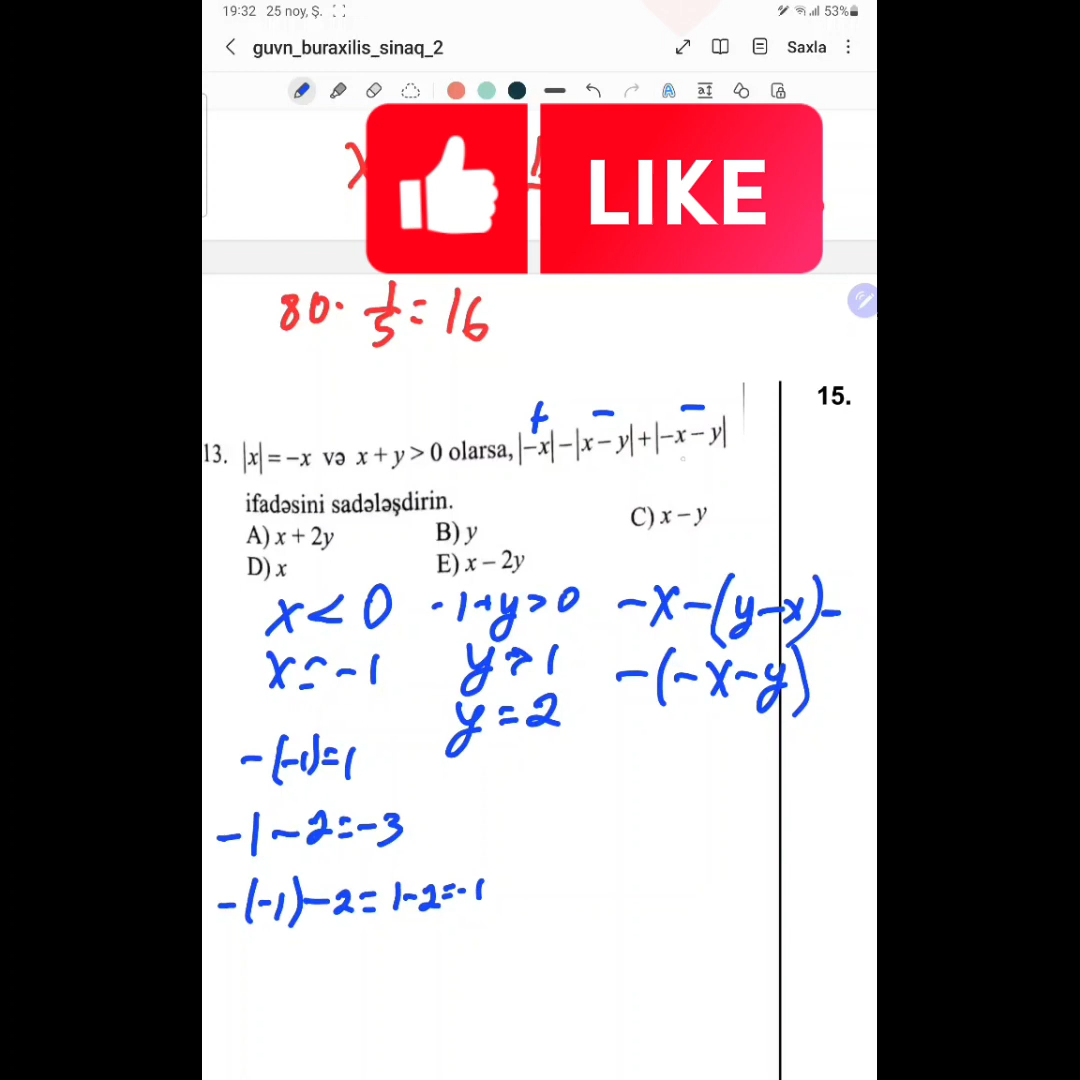 19:32 25 noy, Ş. 53%
guvn_buraxilis_sinaq_2 Saxla
LIKE
80 · 1/5 = 16
15.
+ − −
13. |x| = −x və x + y > 0 olarsa, |−x| − |x − y| + |−x − y|
ifadəsini sadələşdirin.
A) x + 2y B) y C) x − y
D) x E) x − 2y
x < 0 -1+y > 0 −x−(y−x)−
x = −1 y > 1 −(−x−y)
y = 2
−(−1) = 1
−1−2 = −3
−(−1)−2 = 1−2 = −1